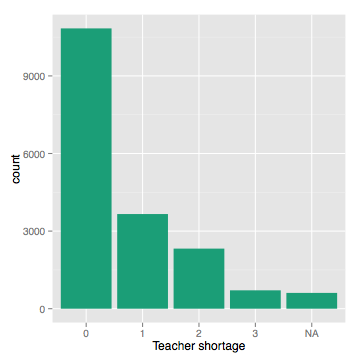 9000
6000
3000
0
count
0 1 2 3 NA
Teacher shortage